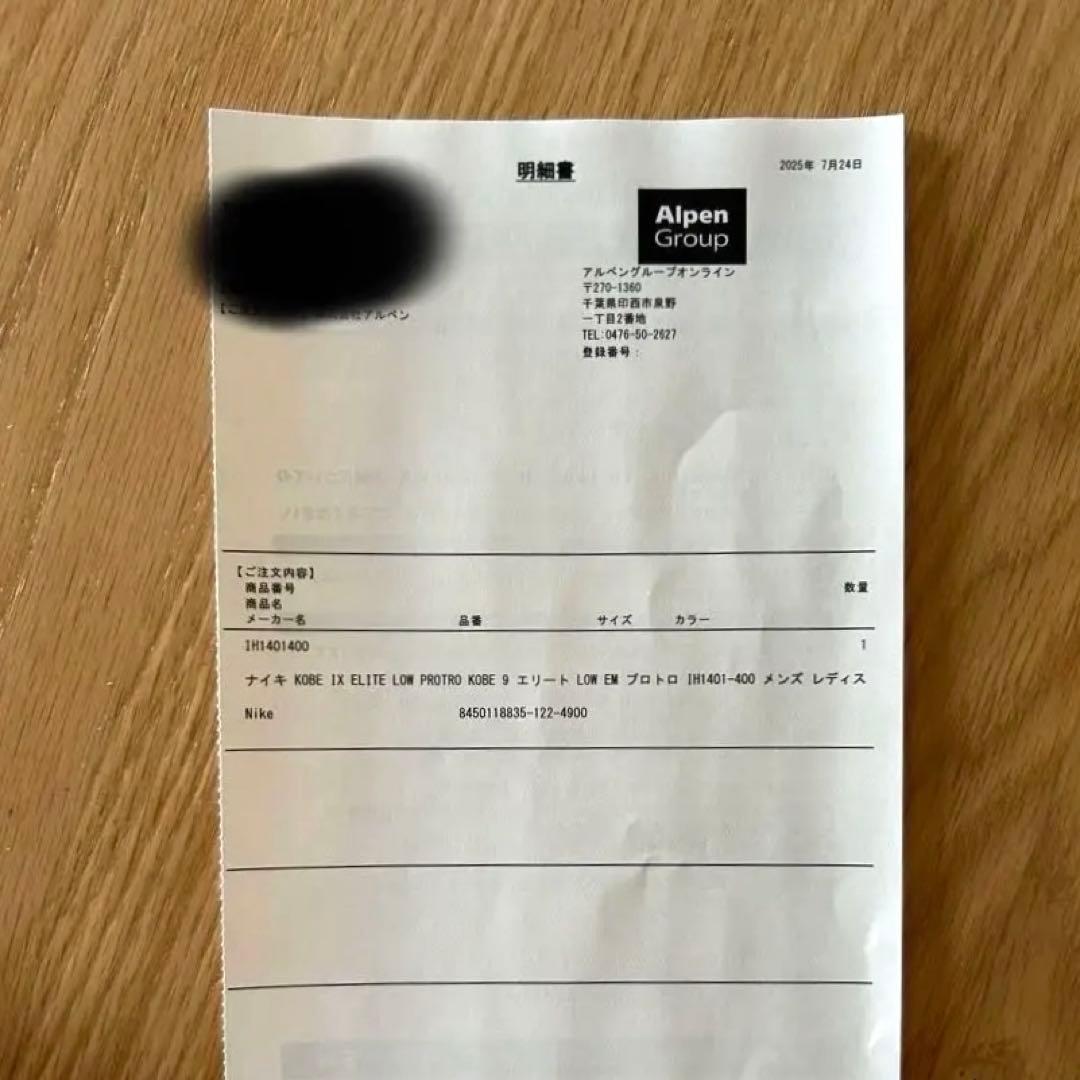 明細書
2025年 7月24日
Alpen
Group
アルペングループオンライン
〒270-1360
千葉県印西市泉野
一丁目2番地
TEL:0476-50-2627
登録番号：
アルペン
【ご注文内容】
商品番号 数量
商品名
メーカー名 品番 サイズ カラー
IH1401400 1
ナイキ KOBE IX ELITE LOW PROTRO KOBE 9 エリート LOW EM プロトロ IH1401-400 メンズ レディス
Nike 8450118835-122-4900